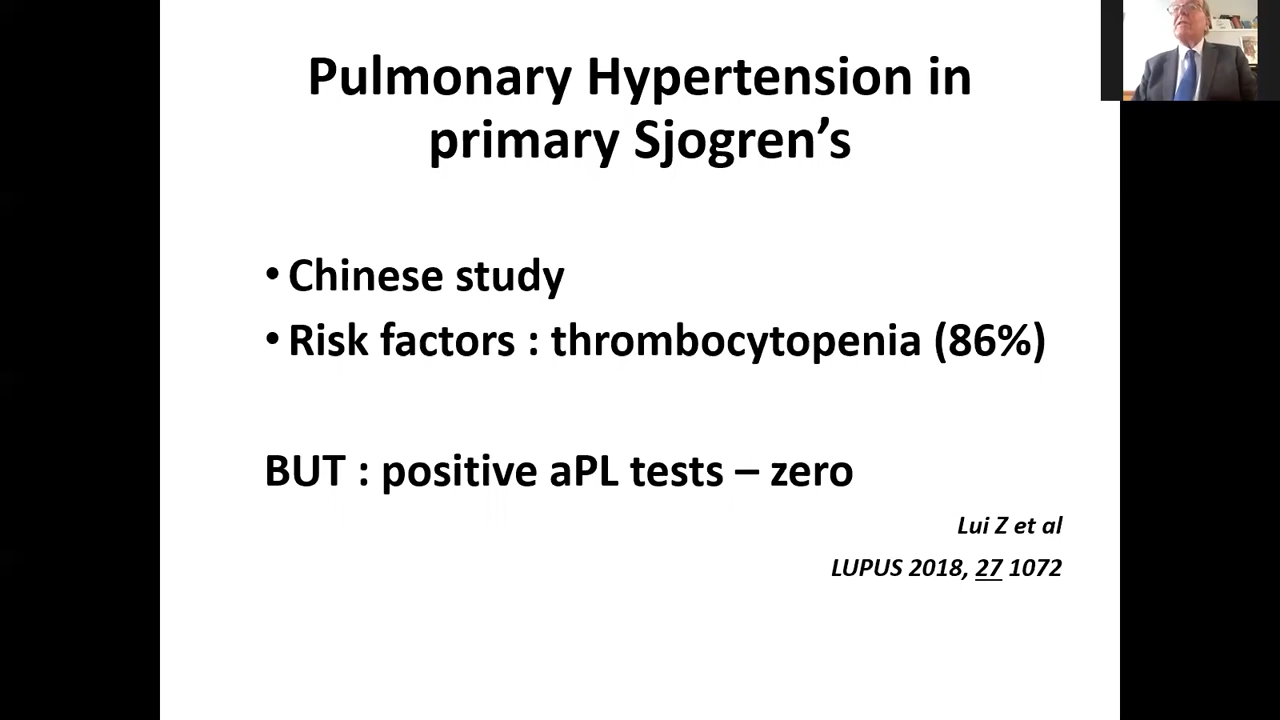 Pulmonary Hypertension in
primary Sjogren’s
• Chinese study
• Risk factors : thrombocytopenia (86%)
BUT : positive aPL tests – zero
Lui Z et al
LUPUS 2018, 27 1072